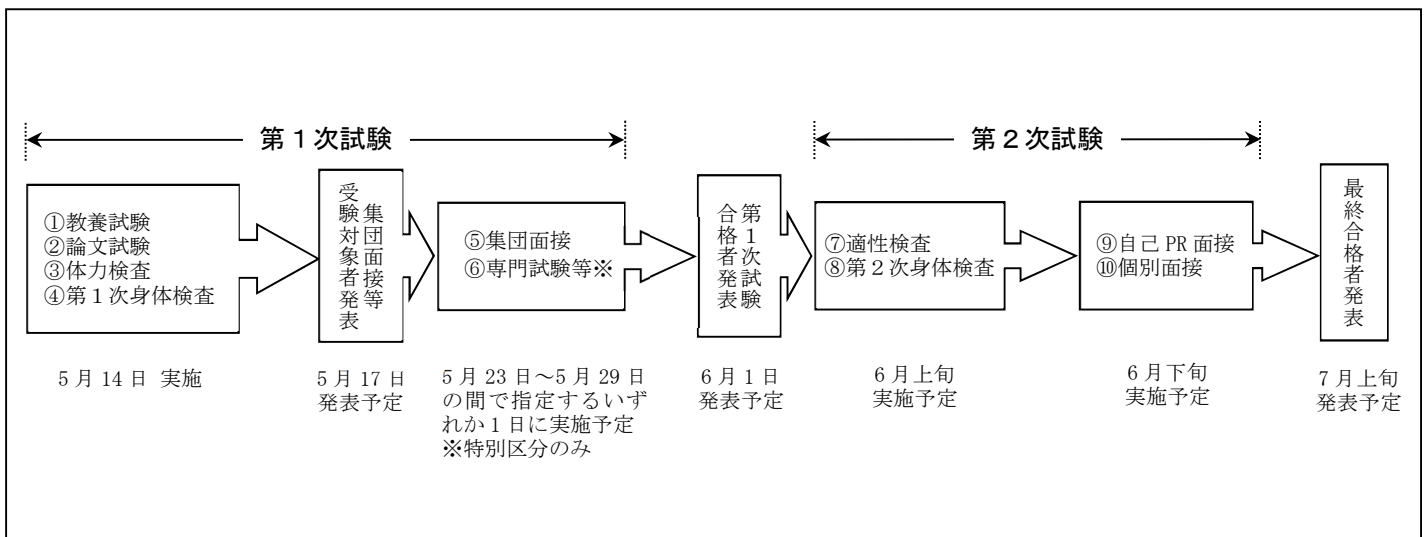 第１次試験
第２次試験
①教養試験
②論文試験
③体力検査
④第１次身体検査
集団面接等
受験対象者発表
⑤集団面接
⑥専門試験等※
第１次試験
合格者発表
⑦適性検査
⑧第２次身体検査
⑨自己 PR 面接
⑩個別面接
最終合格者発表
5 月 14 日 実施
5 月 17 日
発表予定
5 月 23 日～5 月 29 日
の間で指定するいず
れか 1 日に実施予定
※特別区分のみ
6 月 1 日
発表予定
6 月上旬
実施予定
6 月下旬
実施予定
7 月上旬
発表予定